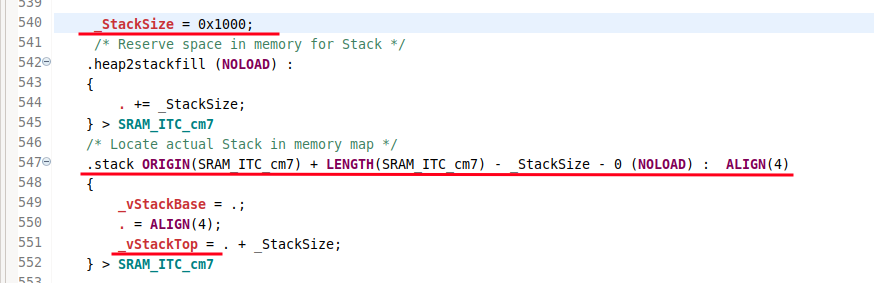 539
540 _StackSize = 0x1000;
541 /* Reserve space in memory for Stack */
542 .heap2stackfill (NOLOAD) :
543 {
544 . += _StackSize;
545 } > SRAM_ITC_cm7
546 /* Locate actual Stack in memory map */
547 .stack ORIGIN(SRAM_ITC_cm7) + LENGTH(SRAM_ITC_cm7) - _StackSize - 0 (NOLOAD) : ALIGN(4)
548 {
549 _vStackBase = .;
550 . = ALIGN(4);
551 _vStackTop = . + _StackSize;
552 } > SRAM_ITC_cm7
553